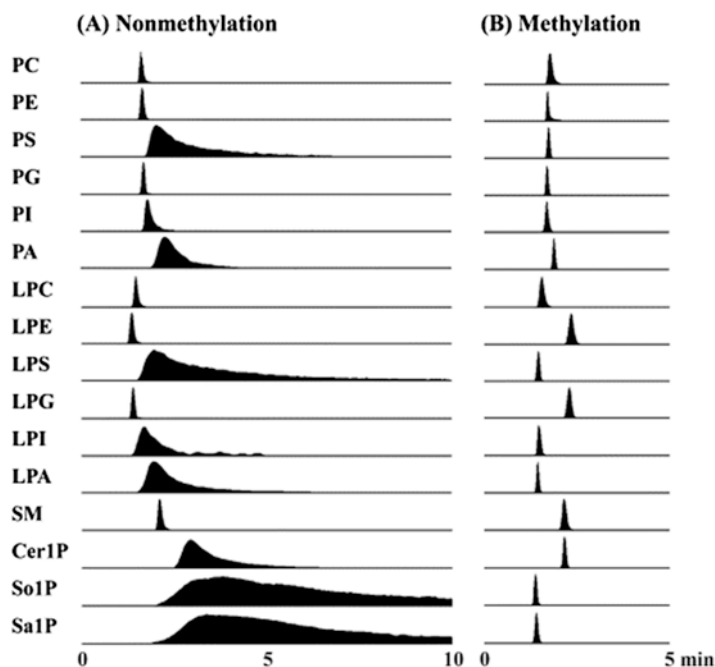 (A) Nonmethylation (B) Methylation
PC
PE
PS
PG
PI
PA
LPC
LPE
LPS
LPG
LPI
LPA
SM
Cer1P
So1P
Sa1P
0 5 10 0 5 min